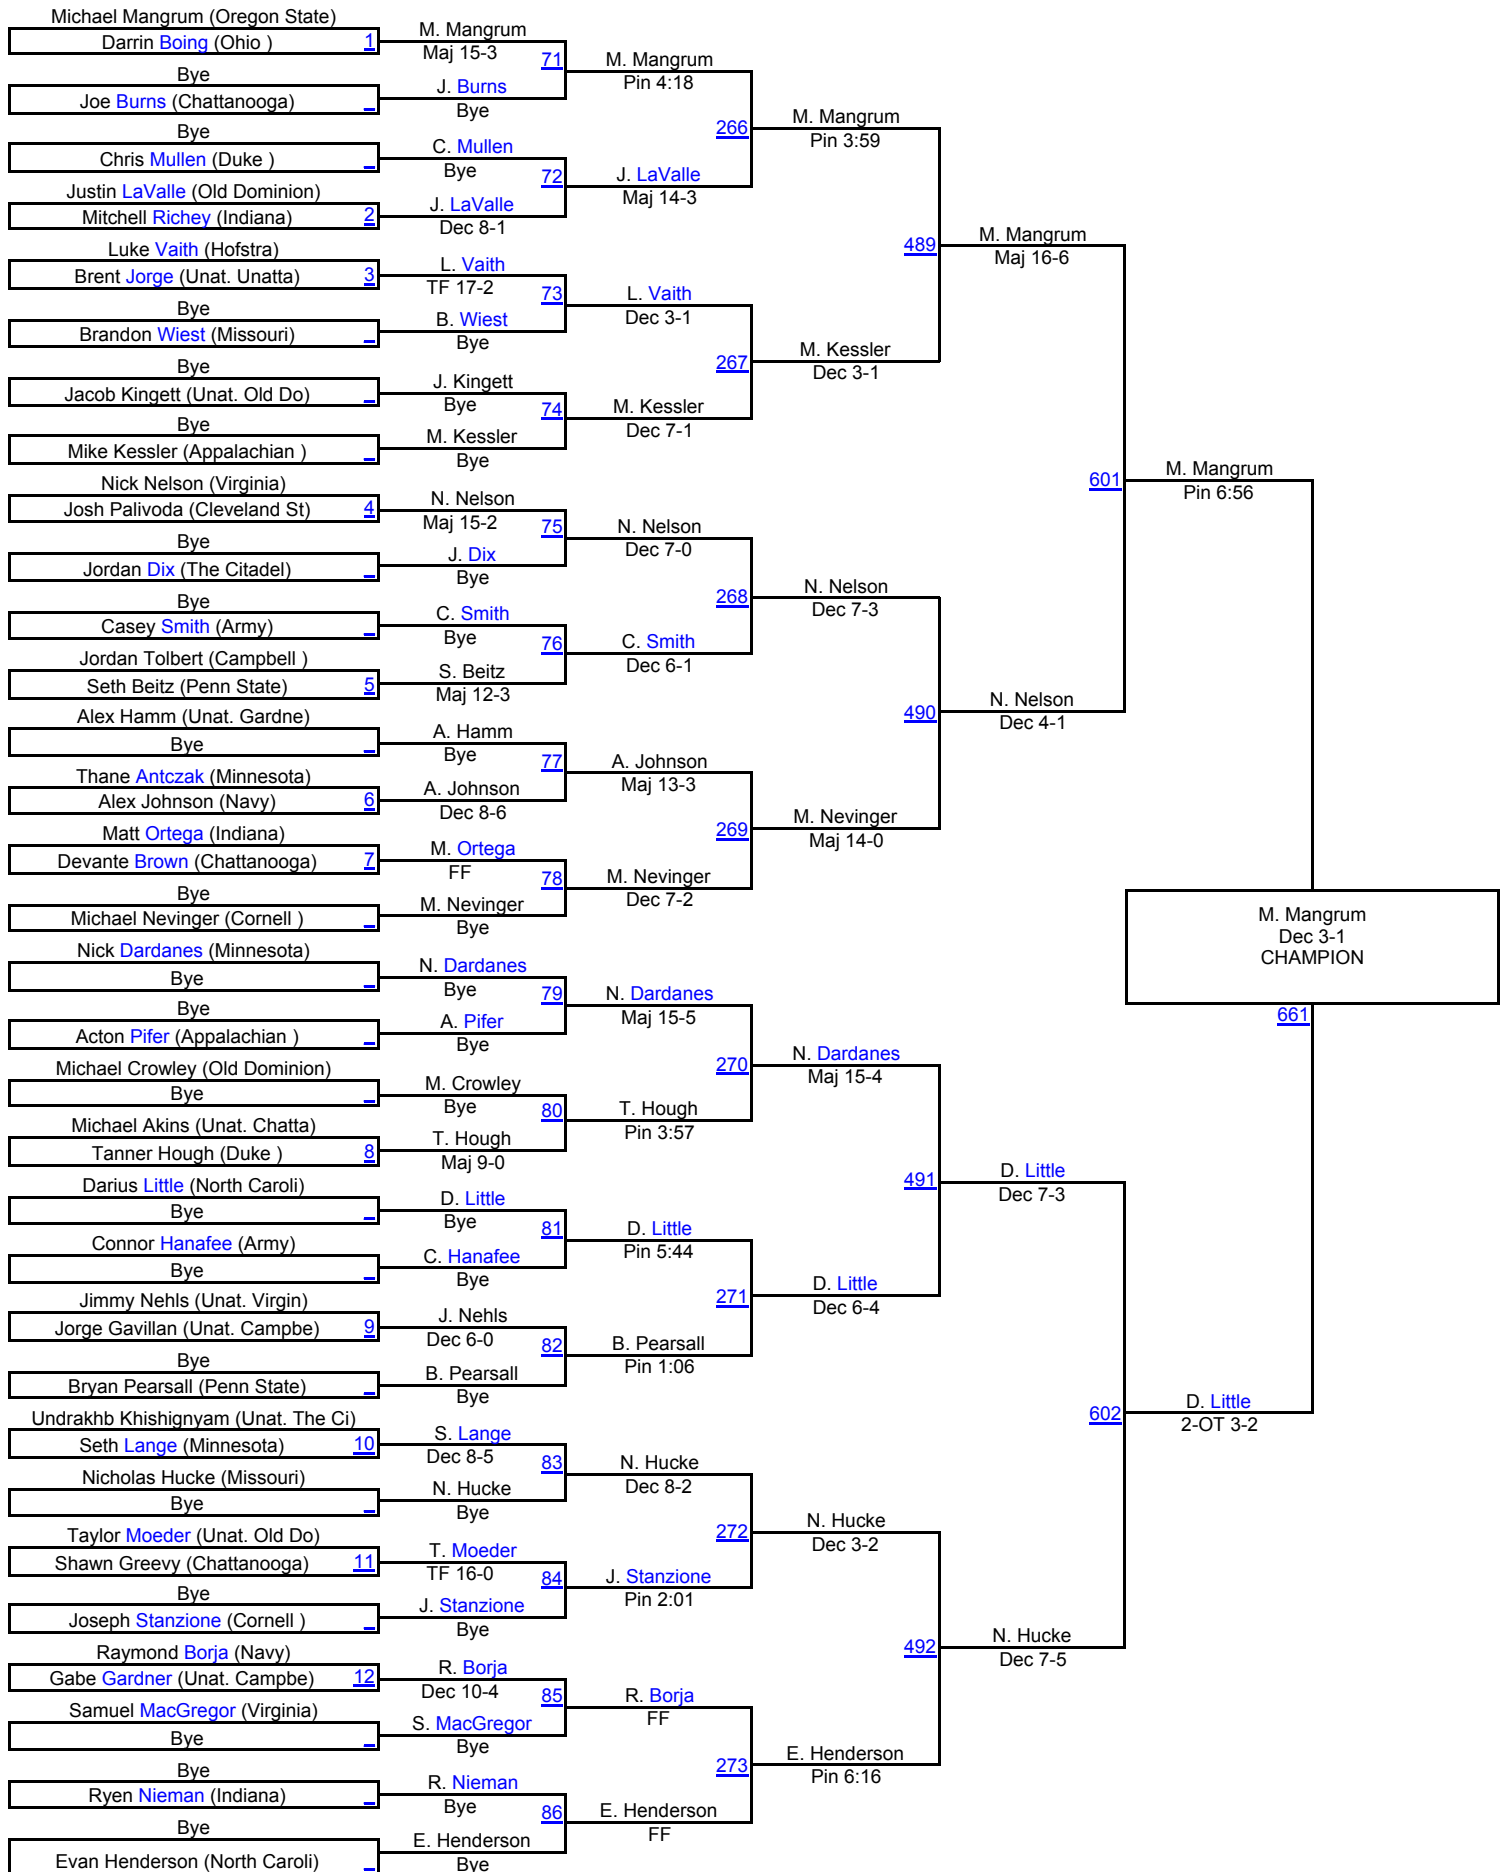 Michael Mangrum (Oregon State)
Darrin Boing (Ohio ) 1
Bye
Joe Burns (Chattanooga) _
Bye
Chris Mullen (Duke ) _
Justin LaValle (Old Dominion)
Mitchell Richey (Indiana) 2
Luke Vaith (Hofstra)
Brent Jorge (Unat. Unatta) 3
Bye
Brandon Wiest (Missouri) _
Bye
Jacob Kingett (Unat. Old Do) _
Bye
Mike Kessler (Appalachian ) _
Nick Nelson (Virginia)
Josh Palivoda (Cleveland St) 4
Bye
Jordan Dix (The Citadel) _
Bye
Casey Smith (Army) _
Jordan Tolbert (Campbell )
Seth Beitz (Penn State) 5
Alex Hamm (Unat. Gardne)
Bye _
Thane Antczak (Minnesota)
Alex Johnson (Navy) 6
Matt Ortega (Indiana)
Devante Brown (Chattanooga) 7
Bye
Michael Nevinger (Cornell ) _
Nick Dardanes (Minnesota)
Bye _
Bye
Acton Pifer (Appalachian ) _
Michael Crowley (Old Dominion)
Bye _
Michael Akins (Unat. Chatta)
Tanner Hough (Duke ) 8
Darius Little (North Caroli)
Bye _
Connor Hanafee (Army)
Bye _
Jimmy Nehls (Unat. Virgin)
Jorge Gavillan (Unat. Campbe) 9
Bye
Bryan Pearsall (Penn State) _
Undrakhb Khishignyam (Unat. The Ci)
Seth Lange (Minnesota) 10
Nicholas Hucke (Missouri)
Bye _
Taylor Moeder (Unat. Old Do)
Shawn Greevy (Chattanooga) 11
Bye
Joseph Stanzione (Cornell ) _
Raymond Borja (Navy)
Gabe Gardner (Unat. Campbe) 12
Samuel MacGregor (Virginia)
Bye _
Bye
Ryen Nieman (Indiana) _
Bye
Evan Henderson (North Caroli) _
M. Mangrum
Maj 15-3
71
J. Burns
Bye
C. Mullen
Bye
72
J. LaValle
Dec 8-1
L. Vaith
TF 17-2
73
B. Wiest
Bye
J. Kingett
Bye
74
M. Kessler
Bye
N. Nelson
Maj 15-2
75
J. Dix
Bye
C. Smith
Bye
76
S. Beitz
Maj 12-3
A. Hamm
Bye
77
A. Johnson
Dec 8-6
M. Ortega
FF
78
M. Nevinger
Bye
N. Dardanes
Bye
79
A. Pifer
Bye
M. Crowley
Bye
80
T. Hough
Maj 9-0
D. Little
Bye
81
C. Hanafee
Bye
J. Nehls
Dec 6-0
82
B. Pearsall
Bye
S. Lange
Dec 8-5
83
N. Hucke
Bye
T. Moeder
TF 16-0
84
J. Stanzione
Bye
R. Borja
Dec 10-4
85
S. MacGregor
Bye
R. Nieman
Bye
86
E. Henderson
Bye
M. Mangrum
Pin 4:18
266
J. LaValle
Maj 14-3
L. Vaith
Dec 3-1
267
M. Kessler
Dec 7-1
N. Nelson
Dec 7-0
268
C. Smith
Dec 6-1
A. Johnson
Maj 13-3
269
M. Nevinger
Dec 7-2
N. Dardanes
Maj 15-5
270
T. Hough
Pin 3:57
D. Little
Pin 5:44
271
B. Pearsall
Pin 1:06
N. Hucke
Dec 8-2
272
J. Stanzione
Pin 2:01
R. Borja
FF
273
E. Henderson
FF
M. Mangrum
Pin 3:59
489
M. Kessler
Dec 3-1
N. Nelson
Dec 7-3
490
M. Nevinger
Maj 14-0
N. Dardanes
Maj 15-4
491
D. Little
Dec 6-4
N. Hucke
Dec 3-2
492
E. Henderson
Pin 6:16
M. Mangrum
Maj 16-6
601
N. Nelson
Dec 4-1
D. Little
Dec 7-3
602
N. Hucke
Dec 7-5
M. Mangrum
Pin 6:56
M. Mangrum
Dec 3-1
CHAMPION
661
D. Little
2-OT 3-2